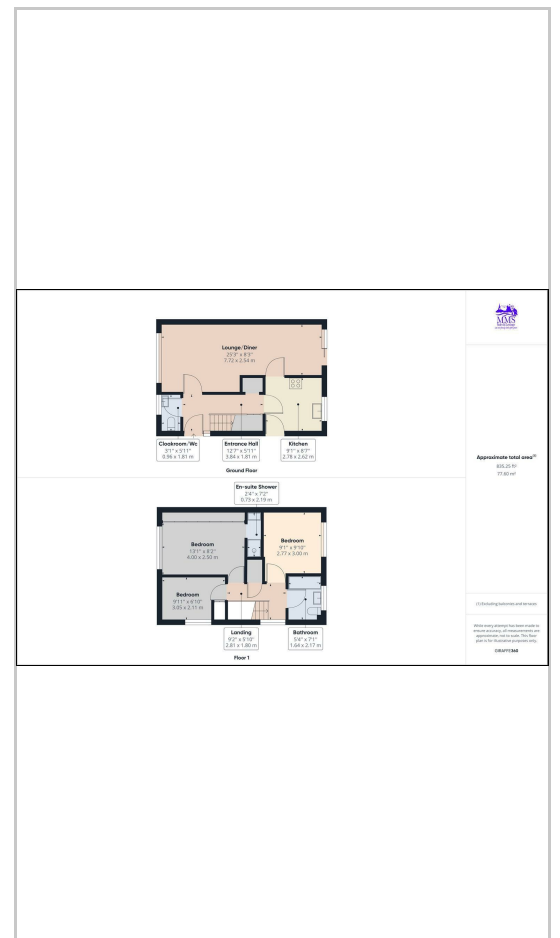 Lounge/Diner
25'3" x 8'3"
7.72 x 2.54 m
Cloakroom/Wc
3'1" x 5'11"
0.96 x 1.81 m
Entrance Hall
12'7" x 5'11"
3.84 x 1.81 m
Kitchen
9'1" x 8'7"
2.78 x 2.62 m
Ground Floor
En-suite Shower
2'4" x 7'2"
0.73 x 2.19 m
Bedroom
13'1" x 8'2"
4.00 x 2.50 m
Bedroom
9'1" x 9'10"
2.77 x 3.00 m
Bedroom
9'11" x 6'10"
3.05 x 2.11 m
Landing
9'2" x 5'10"
2.81 x 1.80 m
Bathroom
5'4" x 7'1"
1.64 x 2.17 m
Floor 1
MMS
Approximate total area⁽¹⁾
77.50 m²
(1) Excluding balconies and terraces
While every attempt has been made to
ensure accuracy, all measurements are
approximate, not to scale. This floor
plan is for illustrative purposes only.
GIRAFFE360